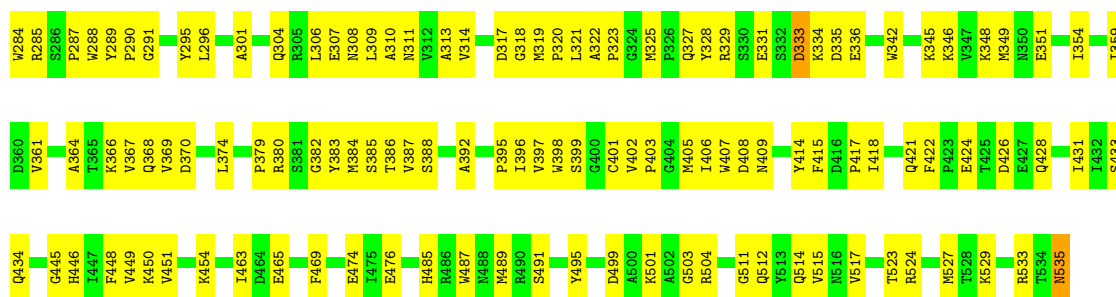 W284 R285 S286 P287 W288 Y289 P290 G291 Y295 L296 A301 Q304 R305 L306 E307 N308 L309 A310 N311 V312 A313 V314 D317 G318 M319 P320 L321 A322 P323 G324 M325 P326 Q327 Y328 R329 S330 E331 S332 D333 K334 D335 E336 W342 K345 K346 V347 K348 M349 N350 E351 I354 I359
D360 V361 A364 T365 K366 V367 Q368 V369 D370 L374 P379 R380 S381 G382 Y383 M384 S385 T386 V387 S388 A392 P395 I396 V397 W398 S399 G400 C401 V402 P403 G404 M405 I406 W407 D408 N409 Y414 F415 D416 P417 I418 Q421 F422 P423 E424 T425 D426 E427 Q428 I431 I432 S433
Q434 G445 H446 I447 F448 V449 K450 V451 K454 I463 D464 E465 F469 E474 I475 E476 H485 R486 W487 N488 M489 R490 S491 Y495 D499 A500 K501 A502 G503 R504 G511 Q512 Y513 Q514 V515 N516 V517 T523 R524 M527 T528 K529 R533 T534 N535